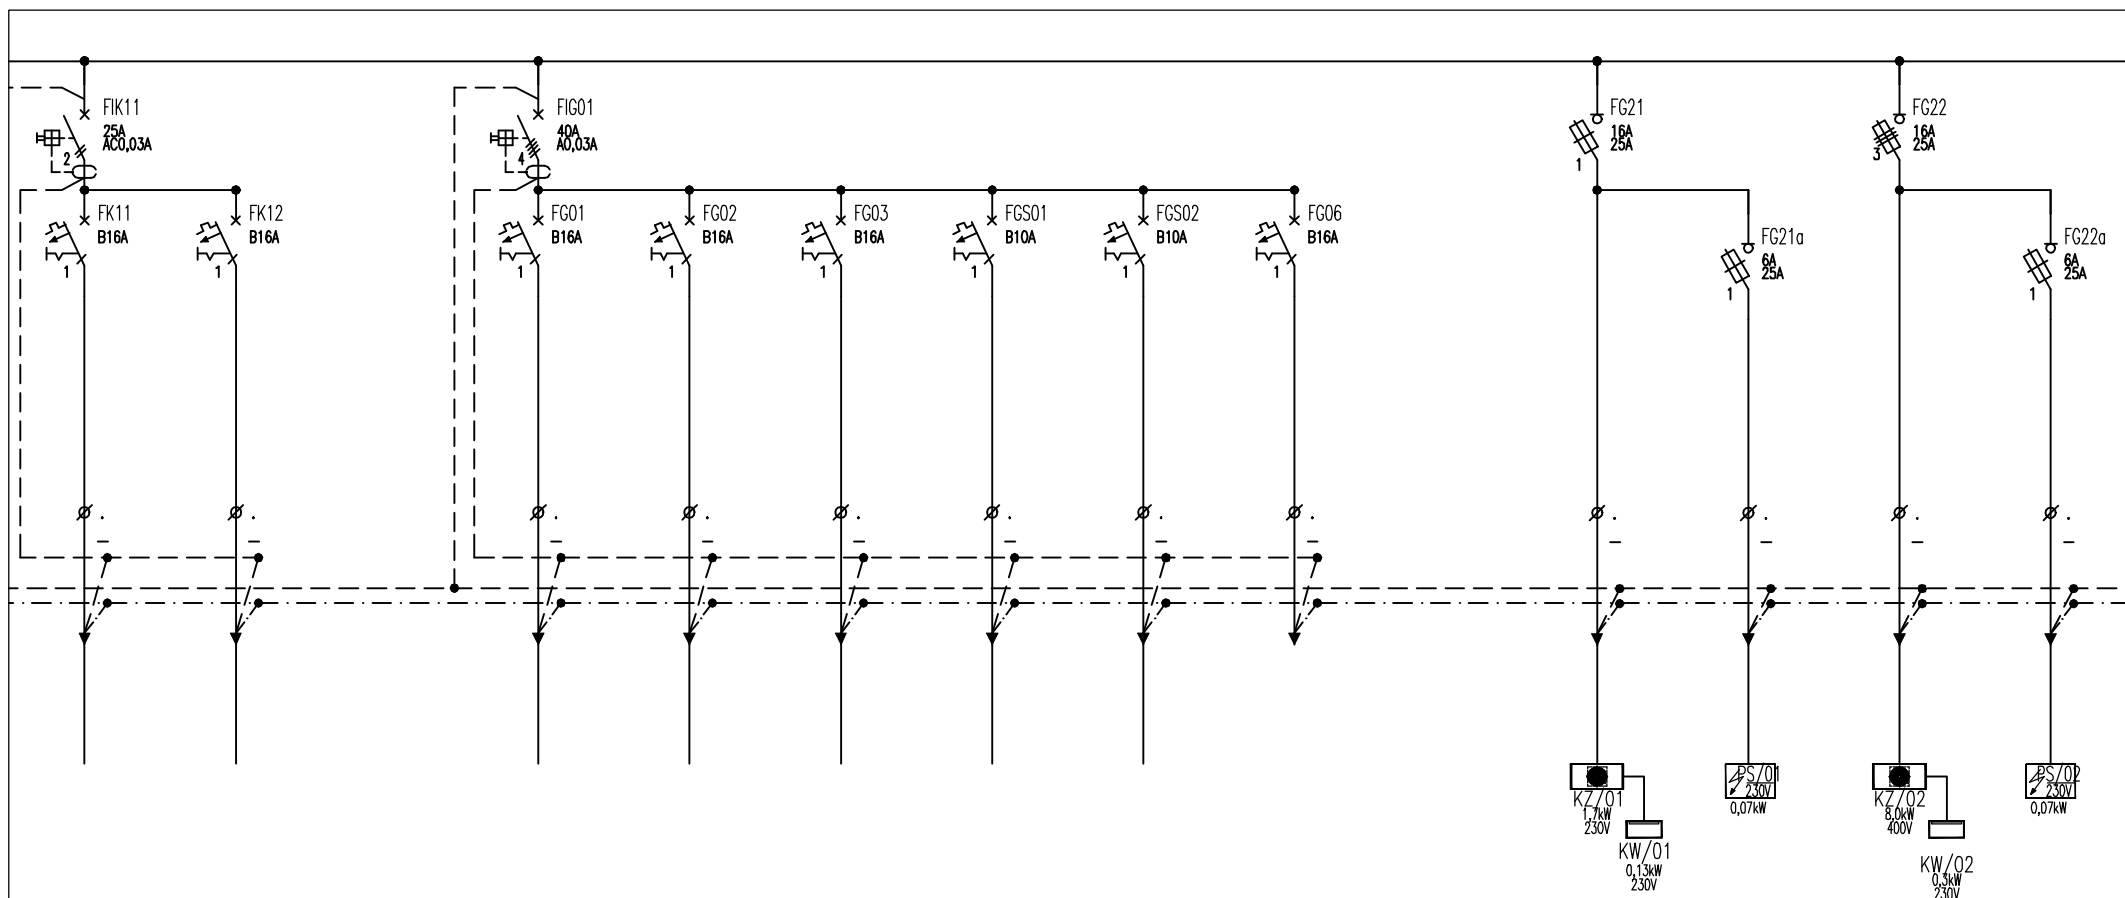 FIK11
25A
AC0,03A
2
FIG01
40A
A0,03A
4
FG21
16A
25A
1
FG22
16A
25A
3
FK11
B16A
1
FK12
B16A
1
FG01
B16A
1
FG02
B16A
1
FG03
B16A
1
FGS01
B10A
1
FGS02
B10A
1
FG06
B16A
1
FG21a
6A
25A
1
FG22a
6A
25A
1
KZ/01
1,7kW
230V
KW/01
0,13kW
230V
PS/01
230V
0,07kW
KZ/02
8,0kW
400V
KW/02
0,3kW
230V
PS/02
230V
0,07kW